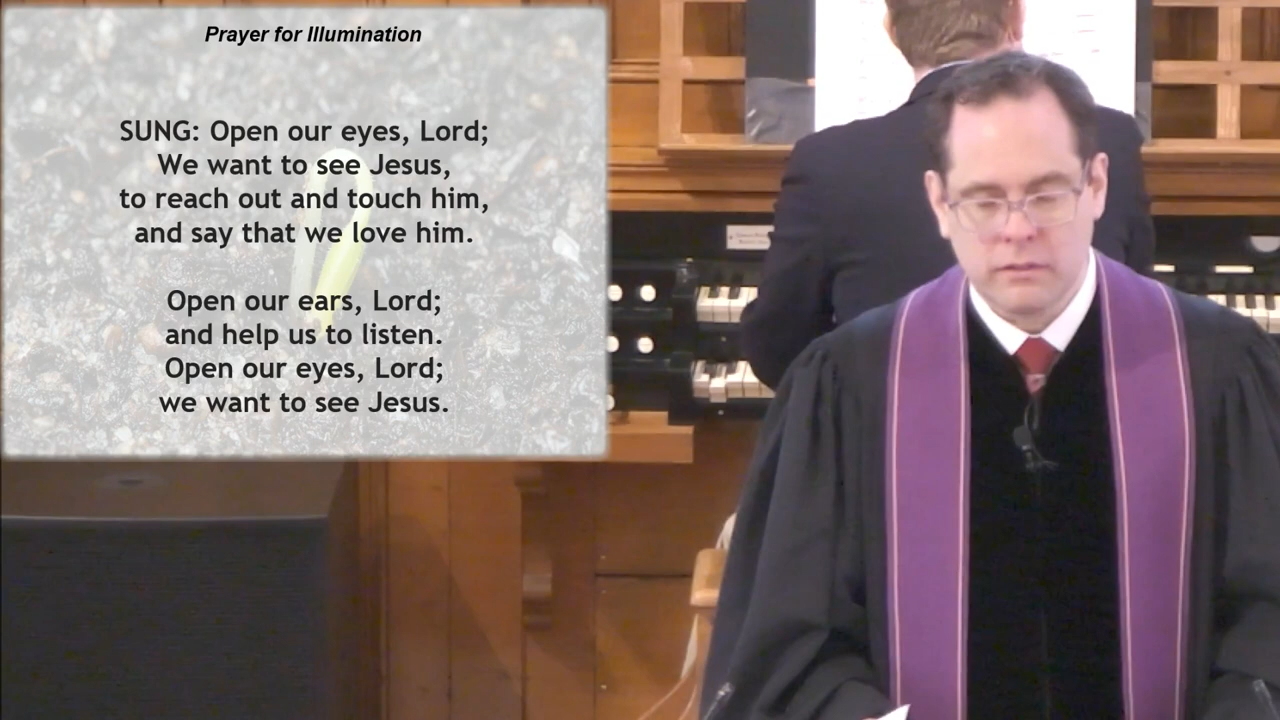 Prayer for Illumination
SUNG: Open our eyes, Lord;
We want to see Jesus,
to reach out and touch him,
and say that we love him.
Open our ears, Lord;
and help us to listen.
Open our eyes, Lord;
we want to see Jesus.